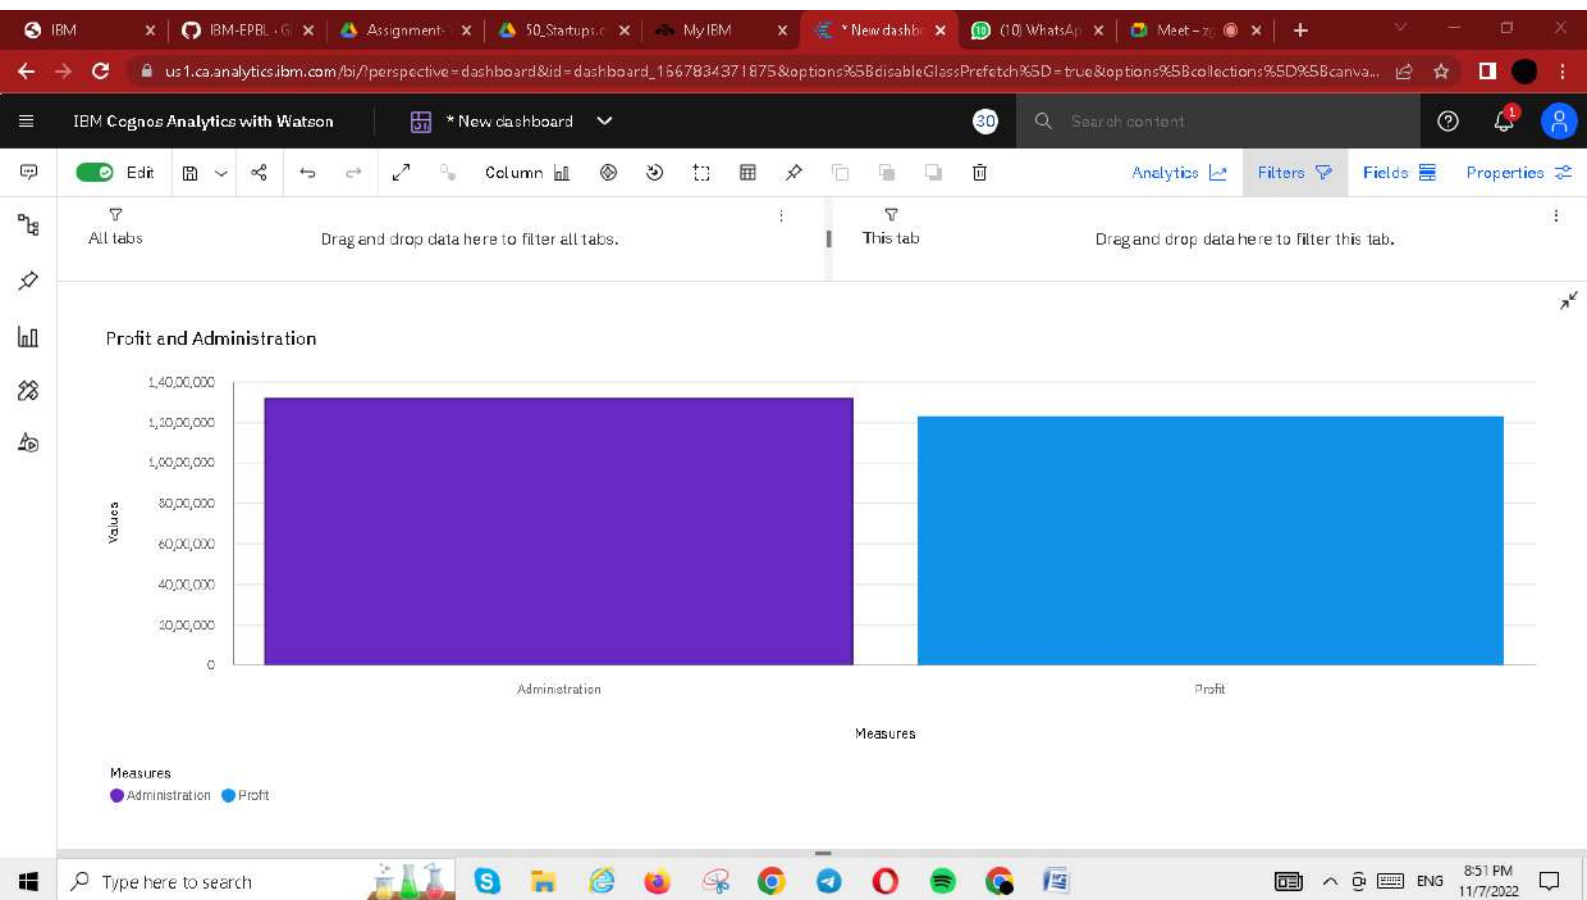 IBM
IBM-EPBL - G
Assignment-
50_Startups.c
My IBM
* New dashb
(10) WhatsAp
Meet – z
us1.ca.analytics.ibm.com/bi/?perspective=dashboard&id=dashboard_1667834371875&options%5BdisableGlassPrefetch%5D=true&options%5Bcollections%5D%5Bcanva...
IBM Cognos Analytics with Watson
* New dashboard
30
Search content
1
Edit
Column
Analytics
Filters
Fields
Properties
All tabs
Drag and drop data here to filter all tabs.
This tab
Drag and drop data here to filter this tab.
Profit and Administration
1,40,00,000
1,20,00,000
1,00,00,000
80,00,000
60,00,000
40,00,000
20,00,000
0
Values
Administration
Profit
Measures
Measures
Administration
Profit
Type here to search
ENG
8:51 PM
11/7/2022